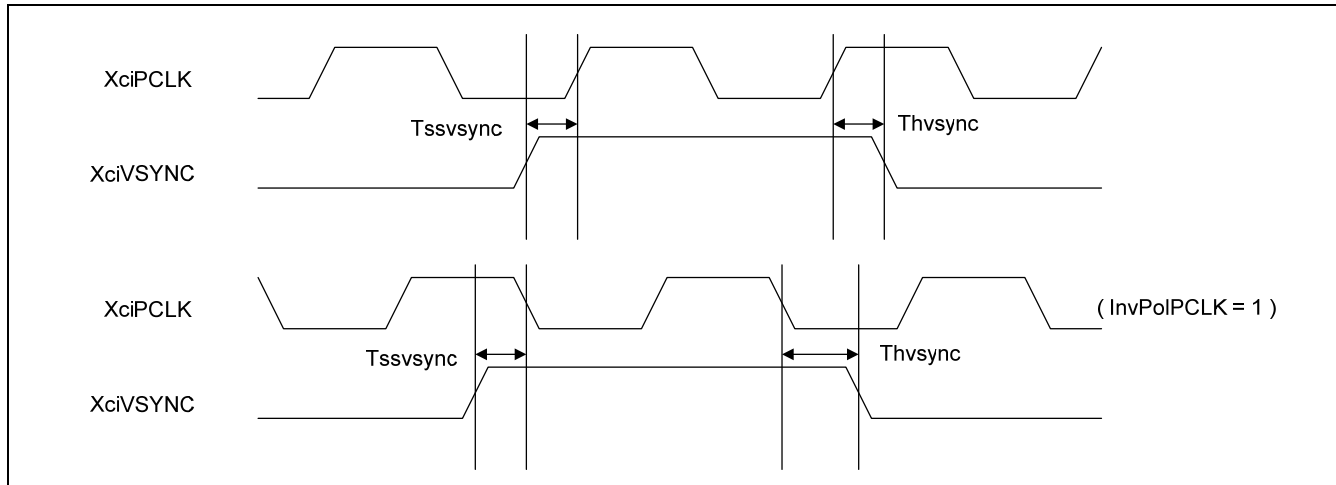 XciPCLK
Tssvsync
Thvsync
XciVSYNC
XciPCLK
( InvPolPCLK = 1 )
Tssvsync
Thvsync
XciVSYNC